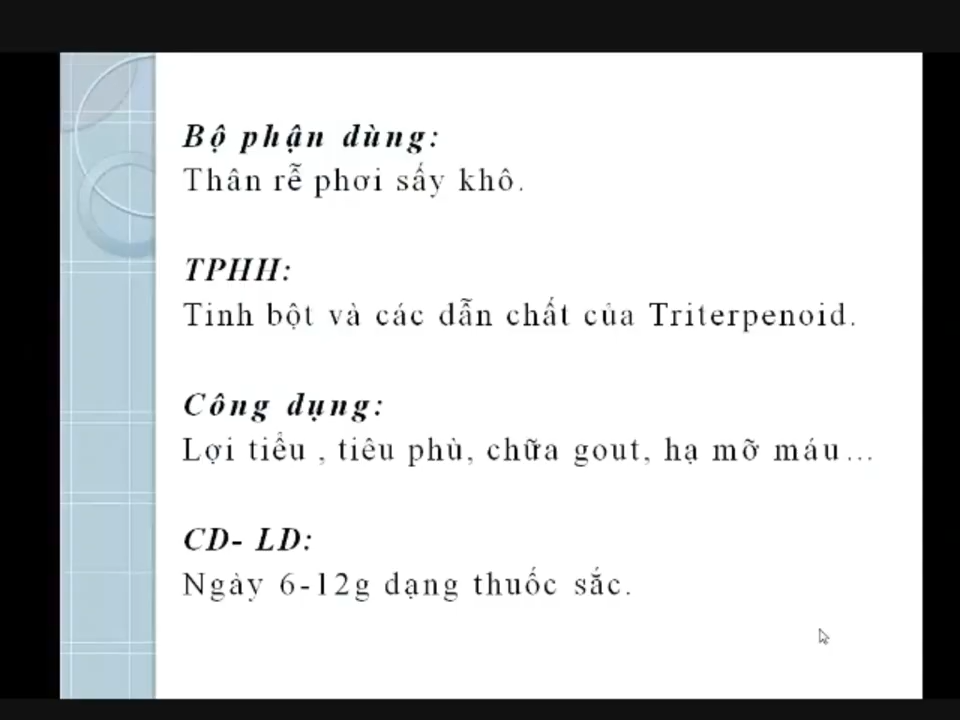 Bộ phận dùng:
Thân rễ phơi sấy khô.
TPHH:
Tinh bột và các dẫn chất của Triterpenoid.
Công dụng:
Lợi tiểu , tiêu phù, chữa gout, hạ mỡ máu...
CD- LD:
Ngày 6-12g dạng thuốc sắc.